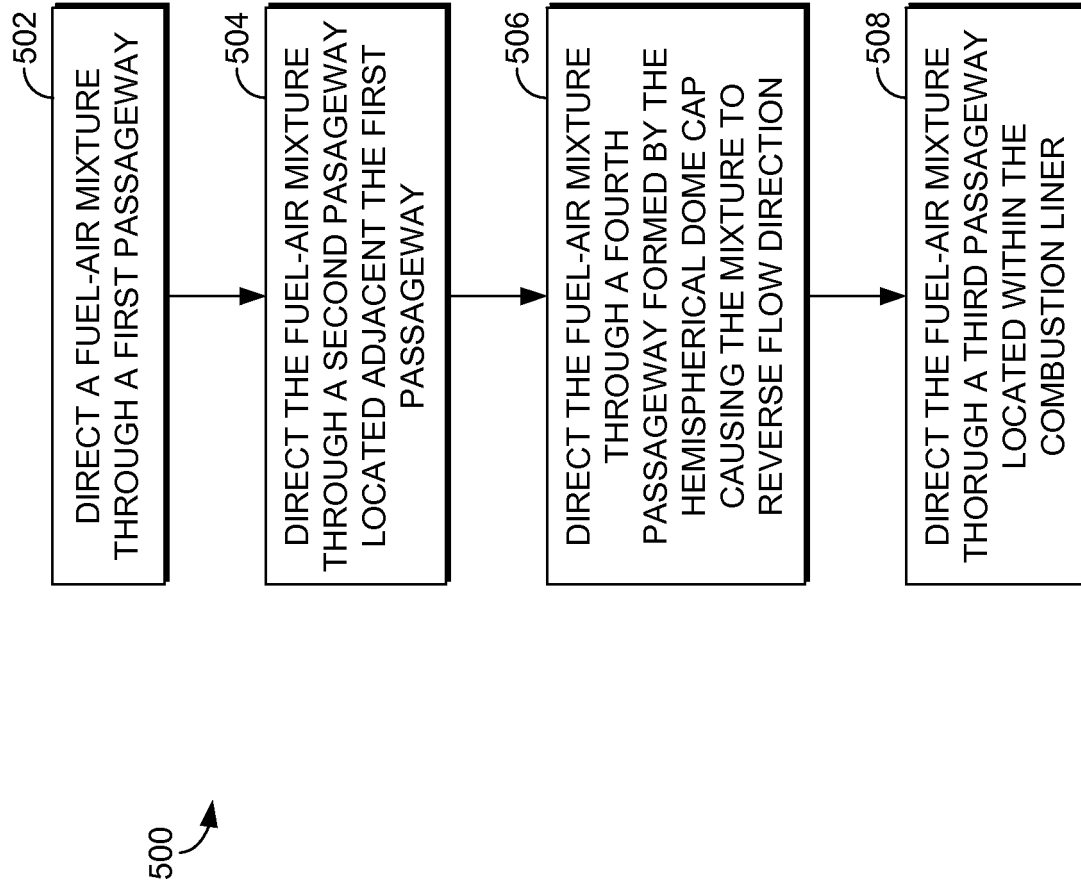 500
502
DIRECT A FUEL-AIR MIXTURE
THROUGH A FIRST PASSAGEWAY
504
DIRECT THE FUEL-AIR MIXTURE
THROUGH A SECOND PASAGEWAY
LOCATED ADJACENT THE FIRST
PASSAGEWAY
506
DIRECT THE FUEL-AIR MIXTURE
THROUGH A FOURTH
PASSAGEWAY FORMED BY THE
HEMISPHERICAL DOME CAP
CAUSING THE MIXTURE TO
REVERSE FLOW DIRECTION
508
DIRECT THE FUEL-AIR MIXTURE
THORUGH A THIRD PASSAGEWAY
LOCATED WITHIN THE
COMBUSTION LINER